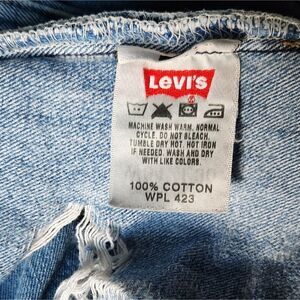 LEVI'S
MACHINE WASH WARM. NORMAL
CYCLE. DO NOT BLEACH.
TUMBLE DRY HOT. HOT IRON
IF NEEDED. WASH AND DRY
WITH LIKE COLORS.
100% COTTON
WPL 423